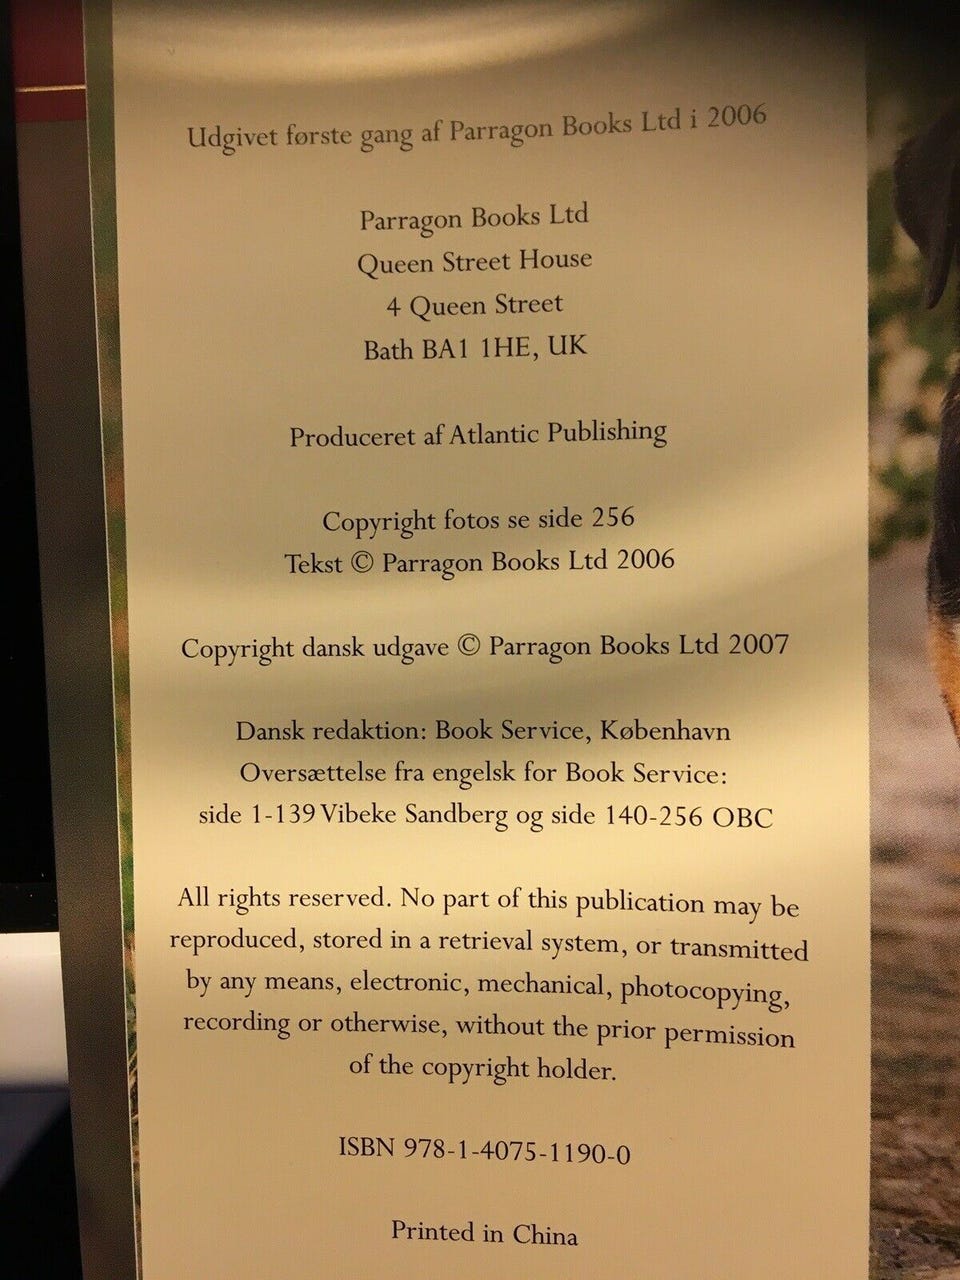 Udgivet første gang af Parragon Books Ltd i 2006
Parragon Books Ltd
Queen Street House
4 Queen Street
Bath BA1 1HE, UK
Produceret af Atlantic Publishing
Copyright fotos se side 256
Tekst © Parragon Books Ltd 2006
Copyright dansk udgave © Parragon Books Ltd 2007
Dansk redaktion: Book Service, København
Oversættelse fra engelsk for Book Service:
side 1-139 Vibeke Sandberg og side 140-256 OBC
All rights reserved. No part of this publication may be
reproduced, stored in a retrieval system, or transmitted
by any means, electronic, mechanical, photocopying,
recording or otherwise, without the prior permission
of the copyright holder.
ISBN 978-1-4075-1190-0
Printed in China